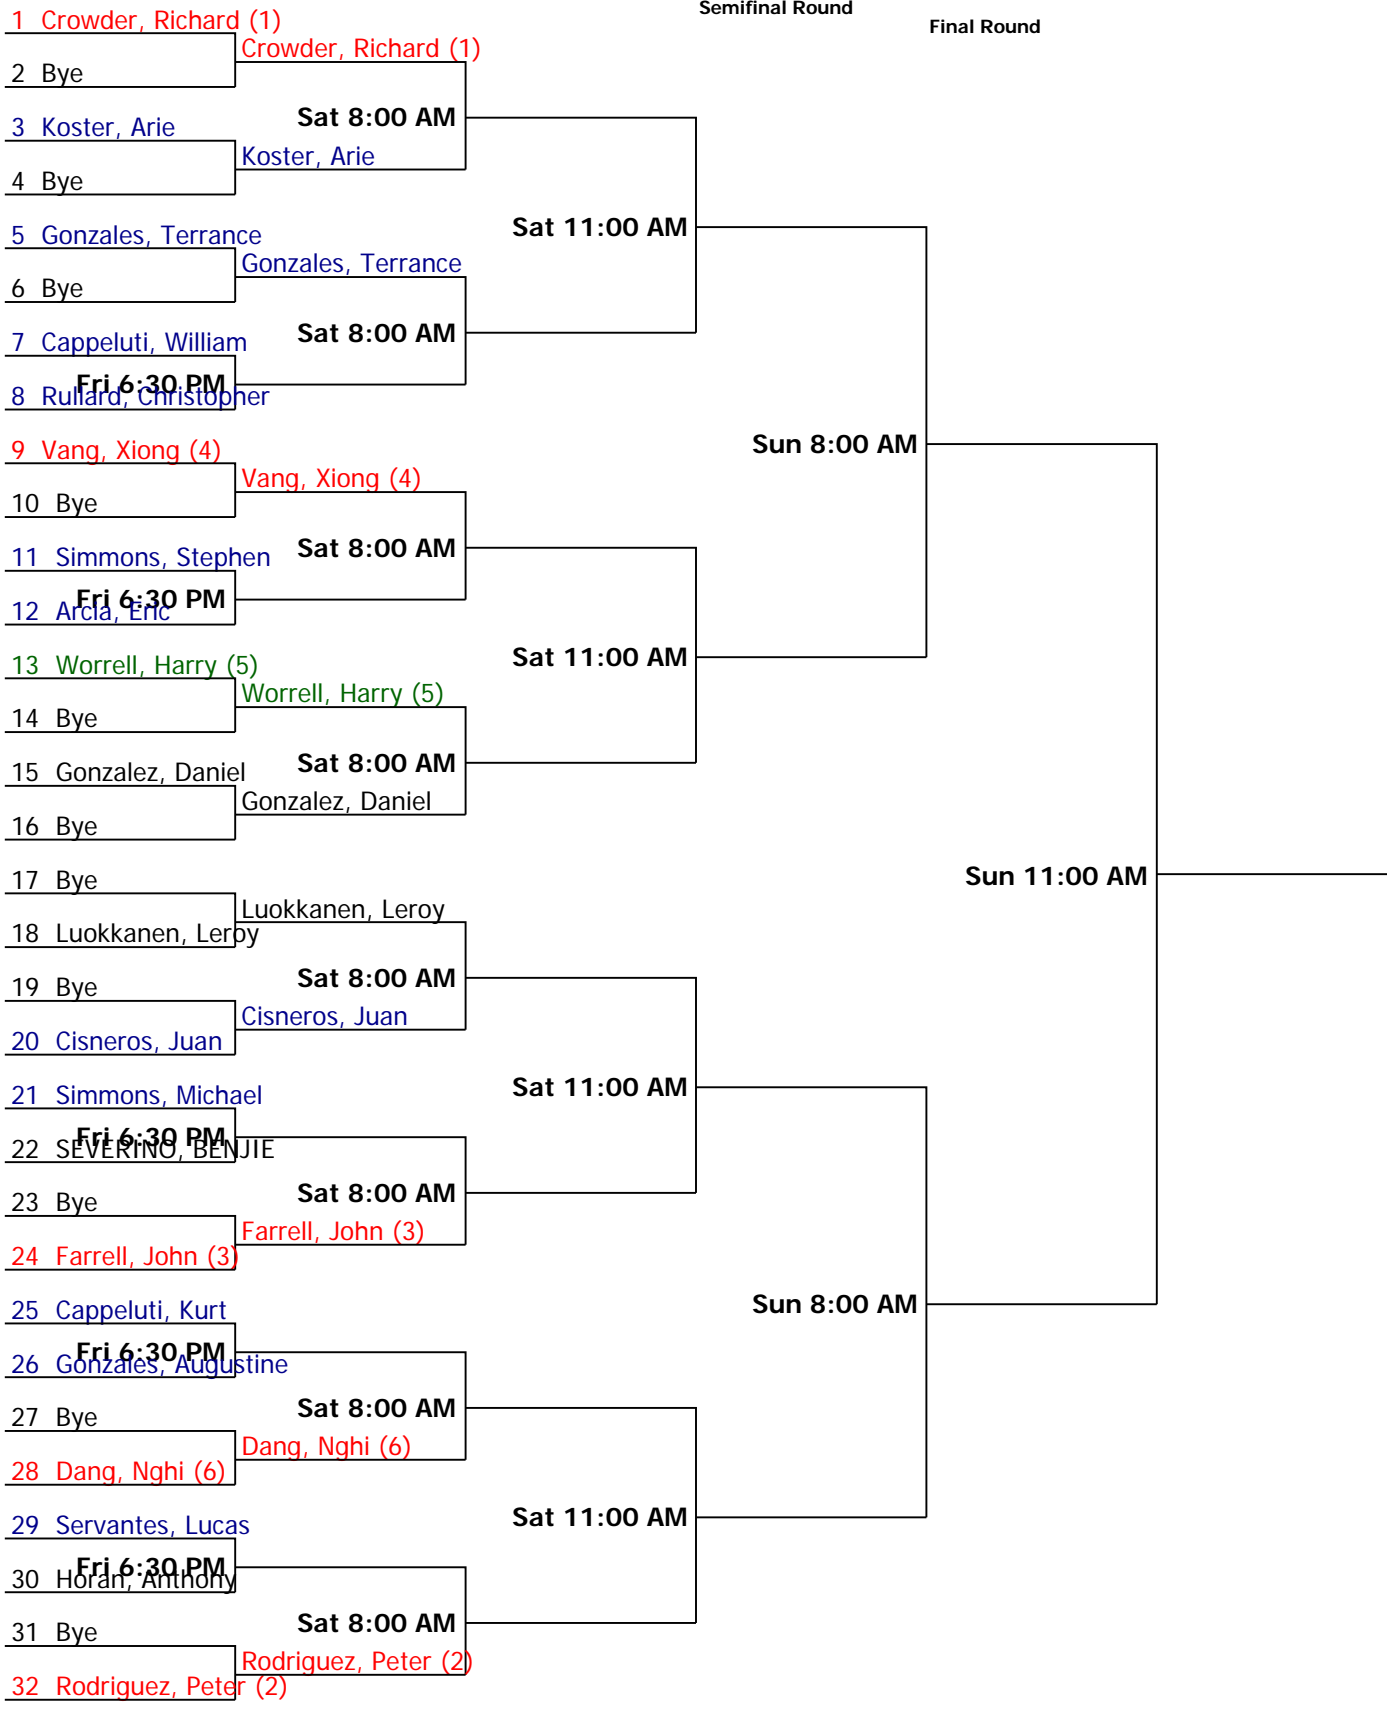 Semifinal Round
Final Round
1 Crowder, Richard (1)
Crowder, Richard (1)
2 Bye
Sat 8:00 AM
3 Koster, Arie
Koster, Arie
4 Bye
Sat 11:00 AM
5 Gonzales, Terrance
Gonzales, Terrance
6 Bye
Sat 8:00 AM
7 Cappeluti, William
Fri 6:30 PM
8 Rullard, Christopher
Sun 8:00 AM
9 Vang, Xiong (4)
Vang, Xiong (4)
10 Bye
Sat 8:00 AM
11 Simmons, Stephen
Fri 6:30 PM
12 Arcia, Eric
Sat 11:00 AM
13 Worrell, Harry (5)
Worrell, Harry (5)
14 Bye
Sat 8:00 AM
15 Gonzalez, Daniel
Gonzalez, Daniel
16 Bye
Sun 11:00 AM
17 Bye
Luokkanen, Leroy
18 Luokkanen, Leroy
Sat 8:00 AM
19 Bye
Cisneros, Juan
20 Cisneros, Juan
Sat 11:00 AM
21 Simmons, Michael
Fri 6:30 PM
22 SEVERINO, BENJIE
Sat 8:00 AM
23 Bye
Farrell, John (3)
24 Farrell, John (3)
Sun 8:00 AM
25 Cappeluti, Kurt
Fri 6:30 PM
26 Gonzales, Augustine
Sat 8:00 AM
27 Bye
Dang, Nghi (6)
28 Dang, Nghi (6)
Sat 11:00 AM
29 Servantes, Lucas
Fri 6:30 PM
30 Horan, Anthony
Sat 8:00 AM
31 Bye
Rodriguez, Peter (2)
32 Rodriguez, Peter (2)